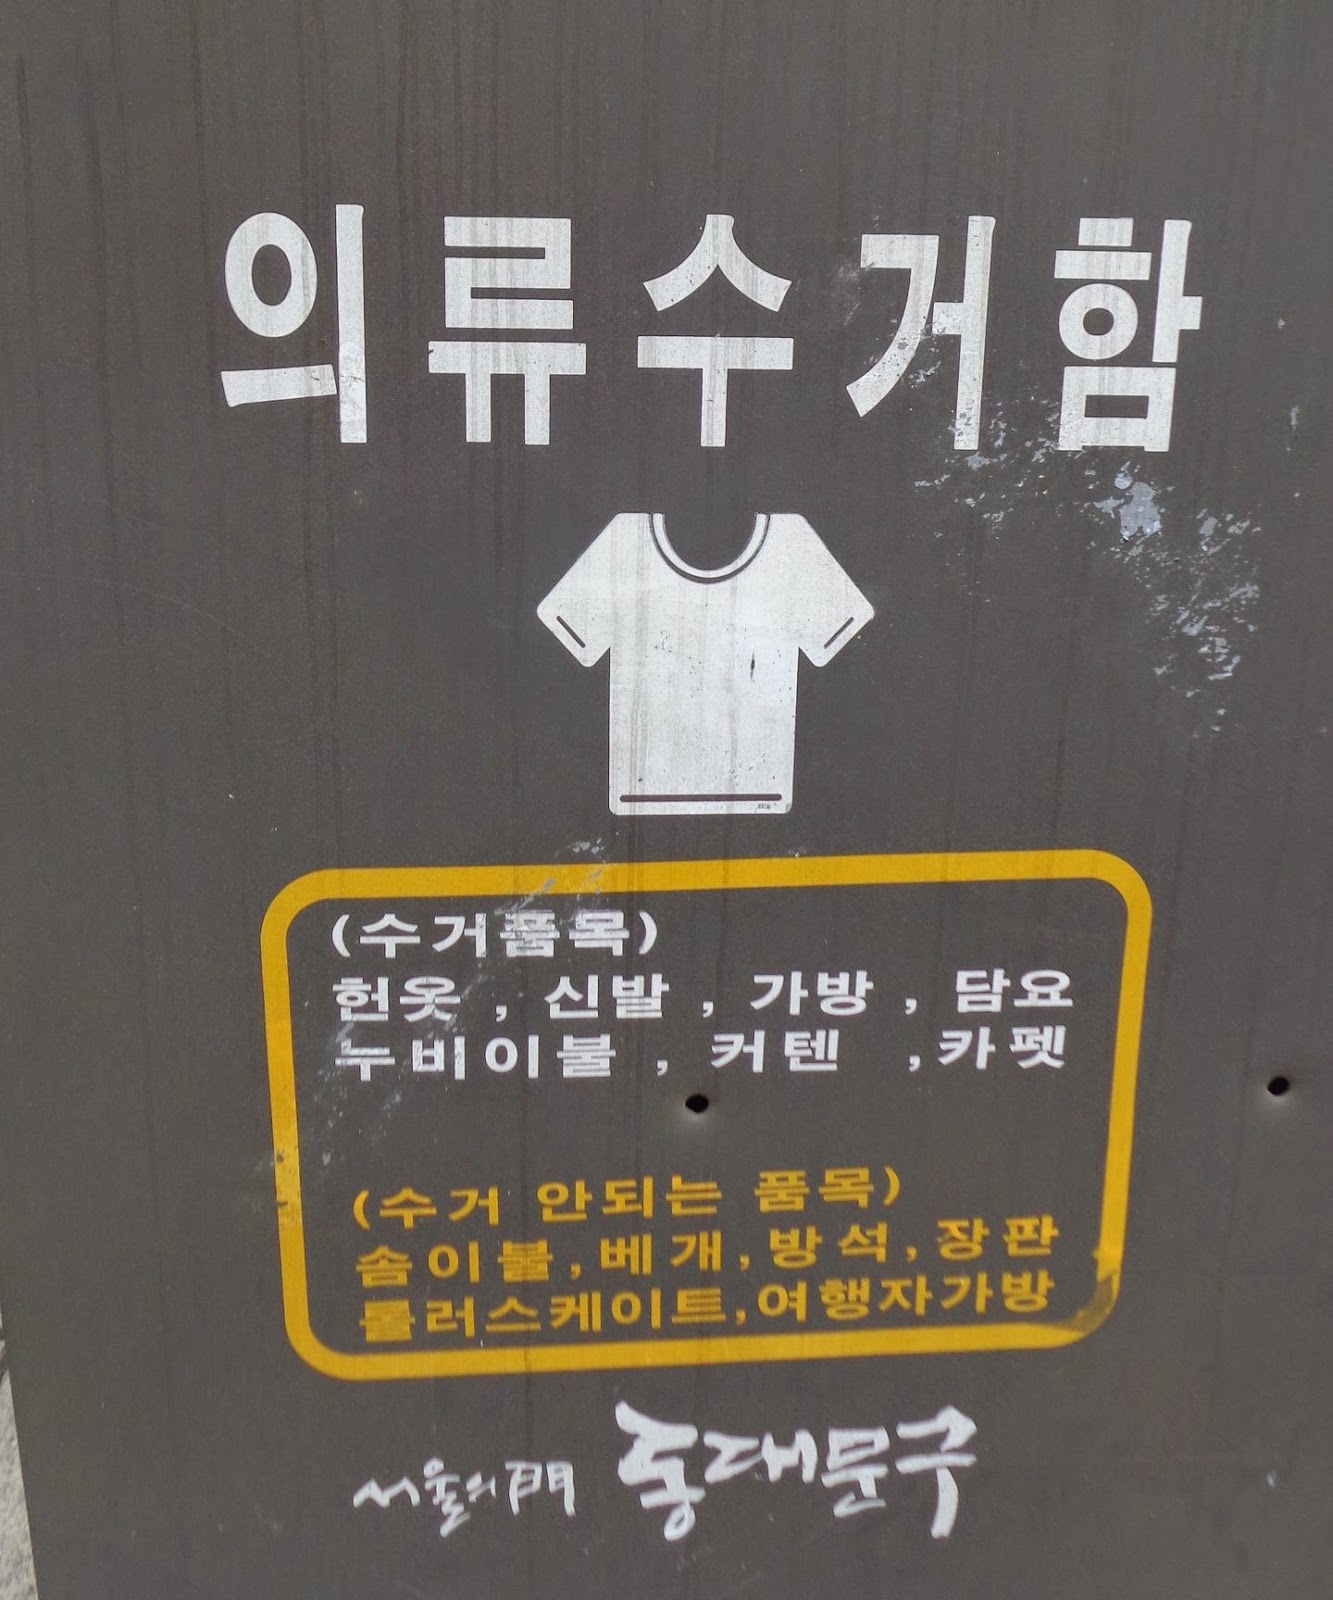 의류수거함
(수거품목)
헌옷 , 신발 , 가방 , 담요
누비이불 , 커텐 ,카펫
(수거 안되는 품목)
솜이불,베개,방석,장판
롤러스케이트,여행자가방
서울의門 동대문구